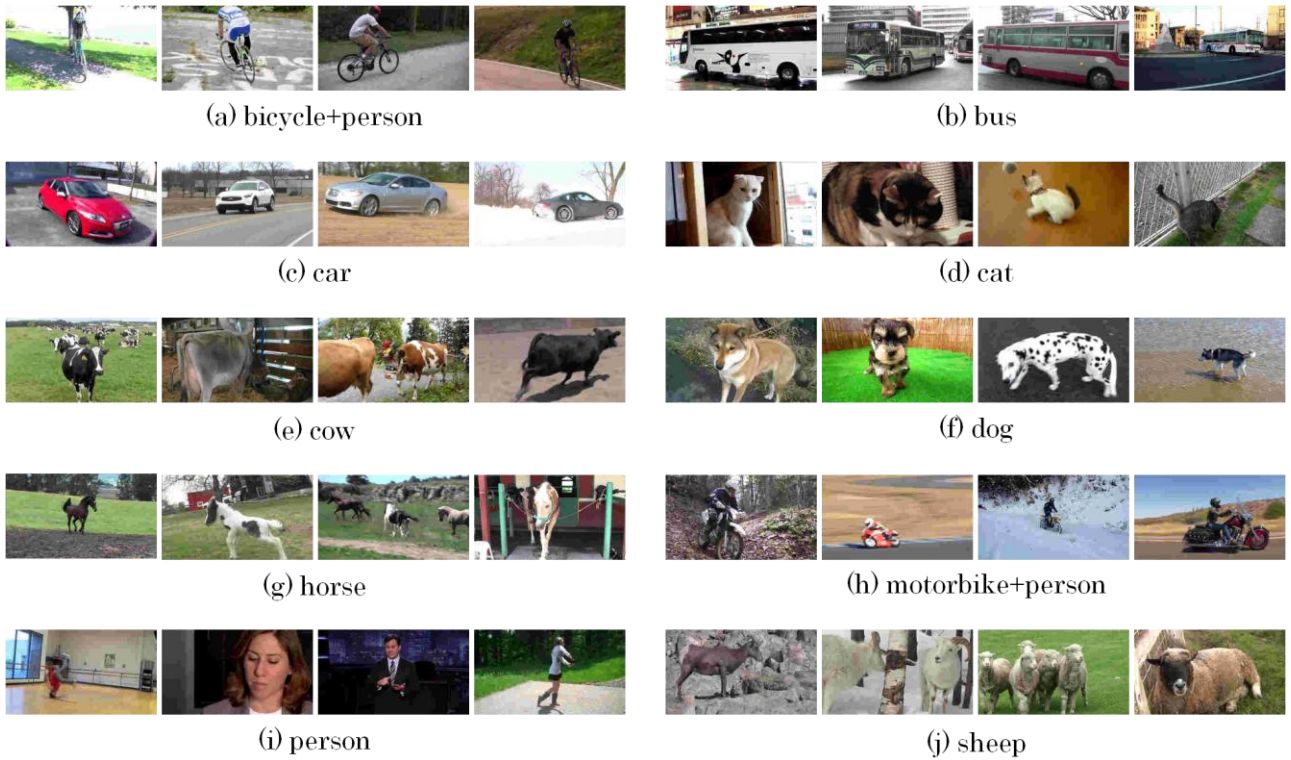 (a) bicycle+person
(b) bus
(c) car
(d) cat
(e) cow
(f) dog
(g) horse
(h) motorbike+person
(i) person
(j) sheep